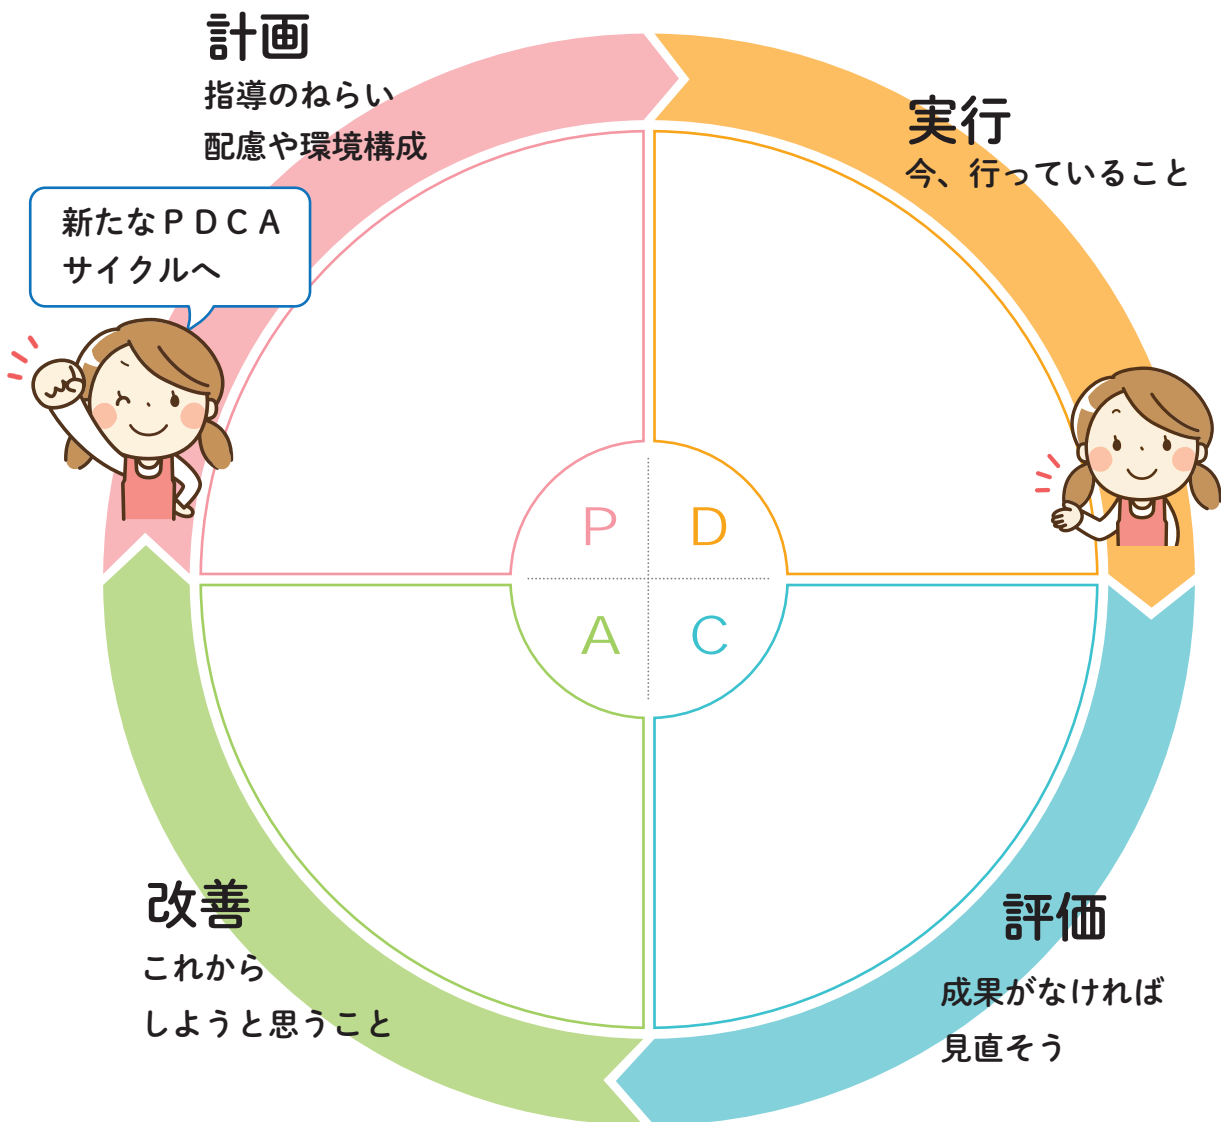 計画
指導のねらい
配慮や環境構成
実行
今、行っていること
新たなＰＤＣＡ
サイクルへ
P
D
A
C
改善
これから
しようと思うこと
評価
成果がなければ
見直そう